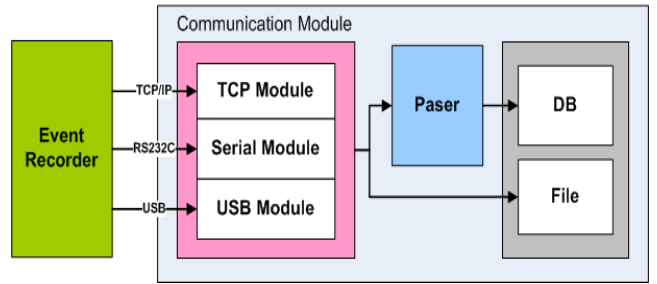 Communication Module
Event
Recorder
TCP/IP
RS232C
USB
TCP Module
Serial Module
USB Module
Paser
DB
File